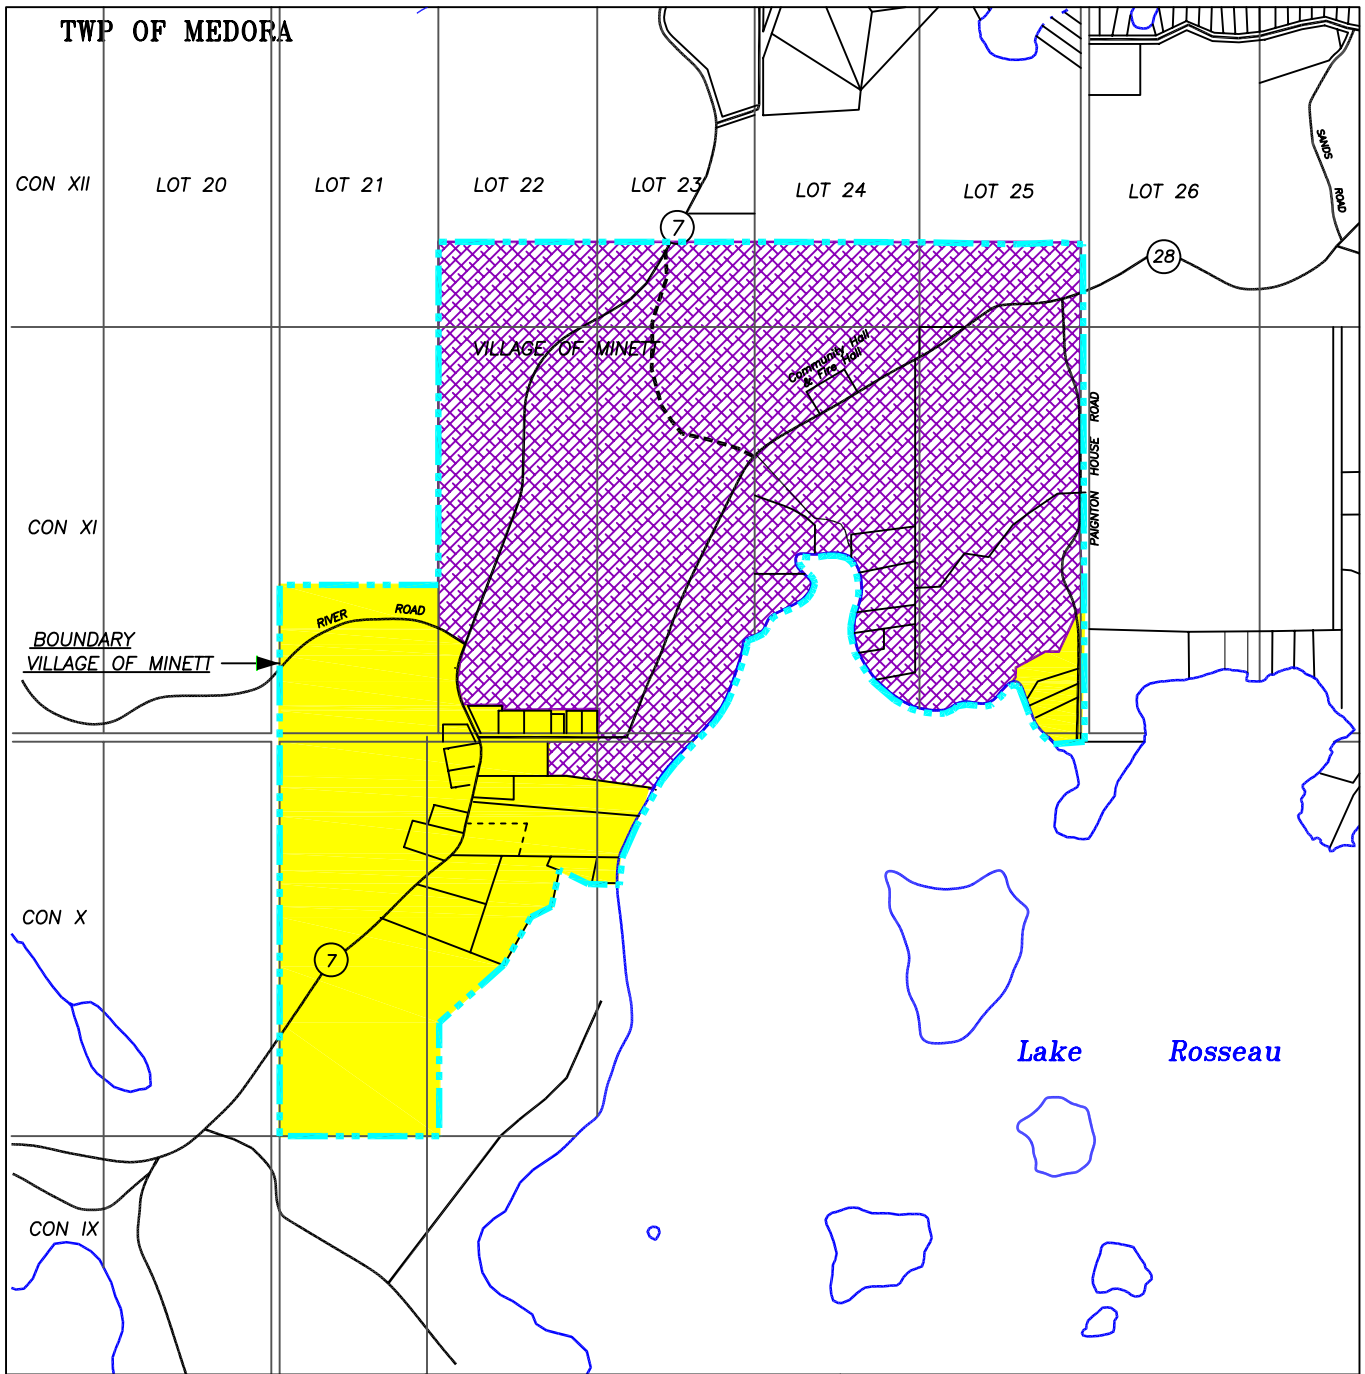 TWP OF MEDORA
SANDS
ROAD
CON XII
LOT 20
LOT 21
LOT 22
LOT 23
LOT 24
LOT 25
LOT 26
7
28
VILLAGE OF MINETT
Community Hall
& Fire Hall
PAIGNTON HOUSE ROAD
CON XI
RIVER ROAD
BOUNDARY
VILLAGE OF MINETT
CON X
7
Lake Rosseau
CON IX